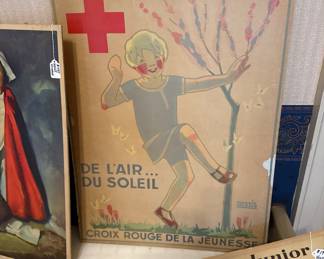 DE L'AIR...
DU SOLEIL
CROIX ROUGE DE LA JEUNESSE
Junior